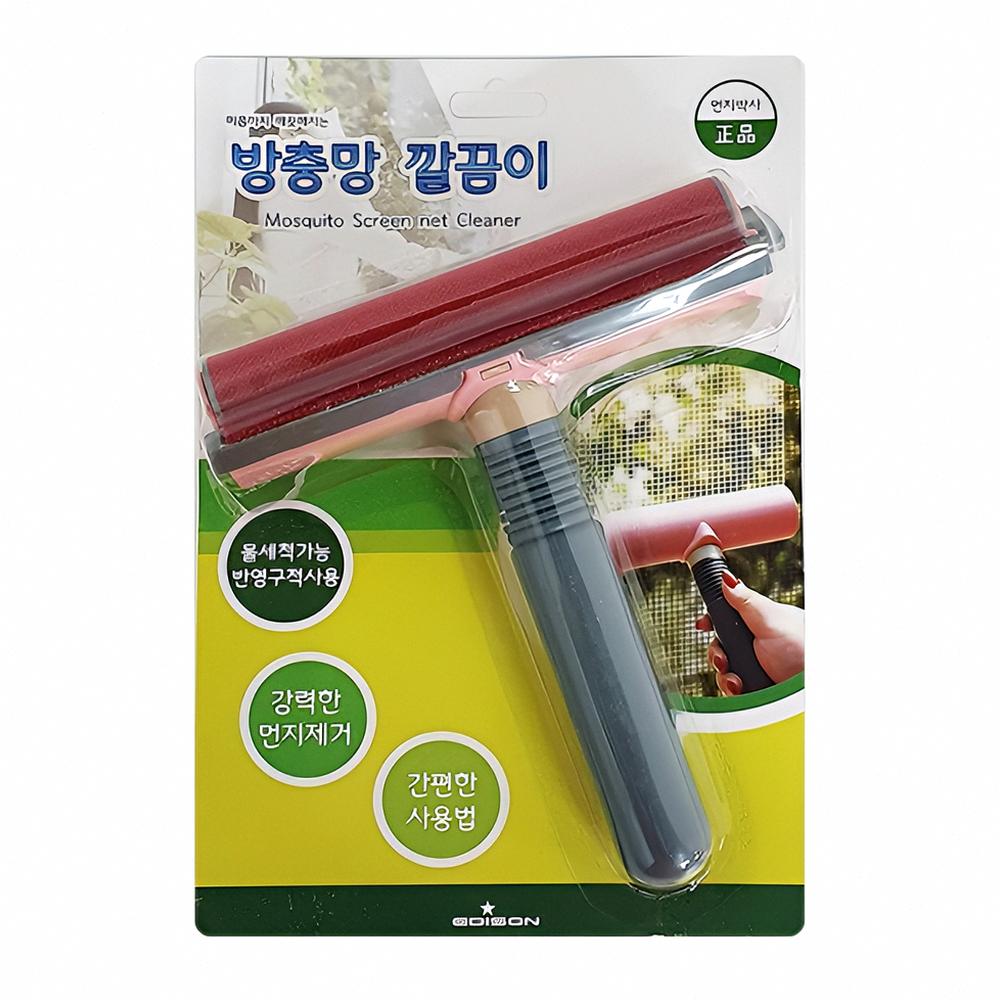 방충망 깔끔이
Mosquito Screen net Cleaner
먼지박사
正品
물세척가능
반영구적사용
강력한
먼지제거
간편한
사용법
EDISON